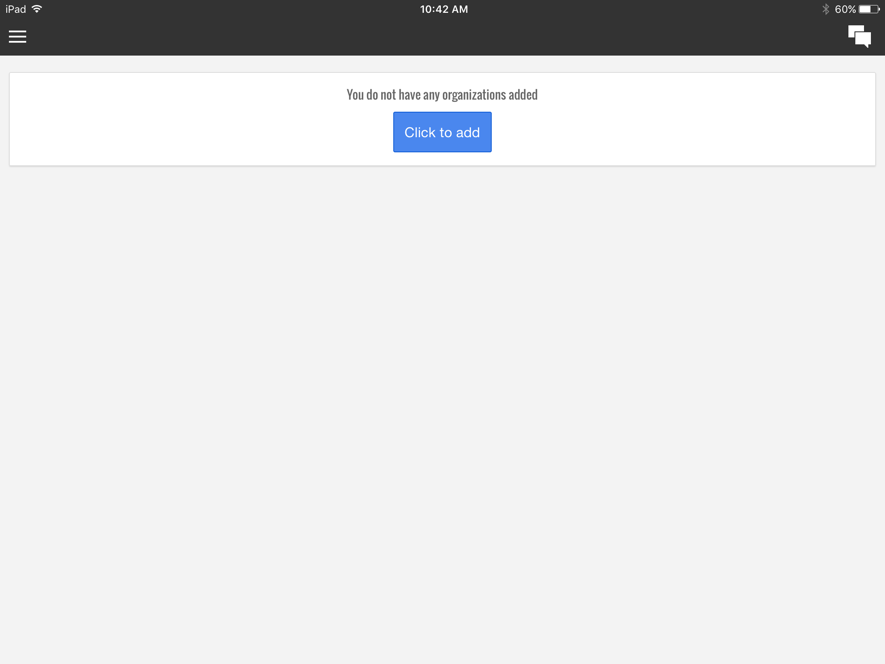 iPad 10:42 AM 60%
You do not have any organizations added
Click to add